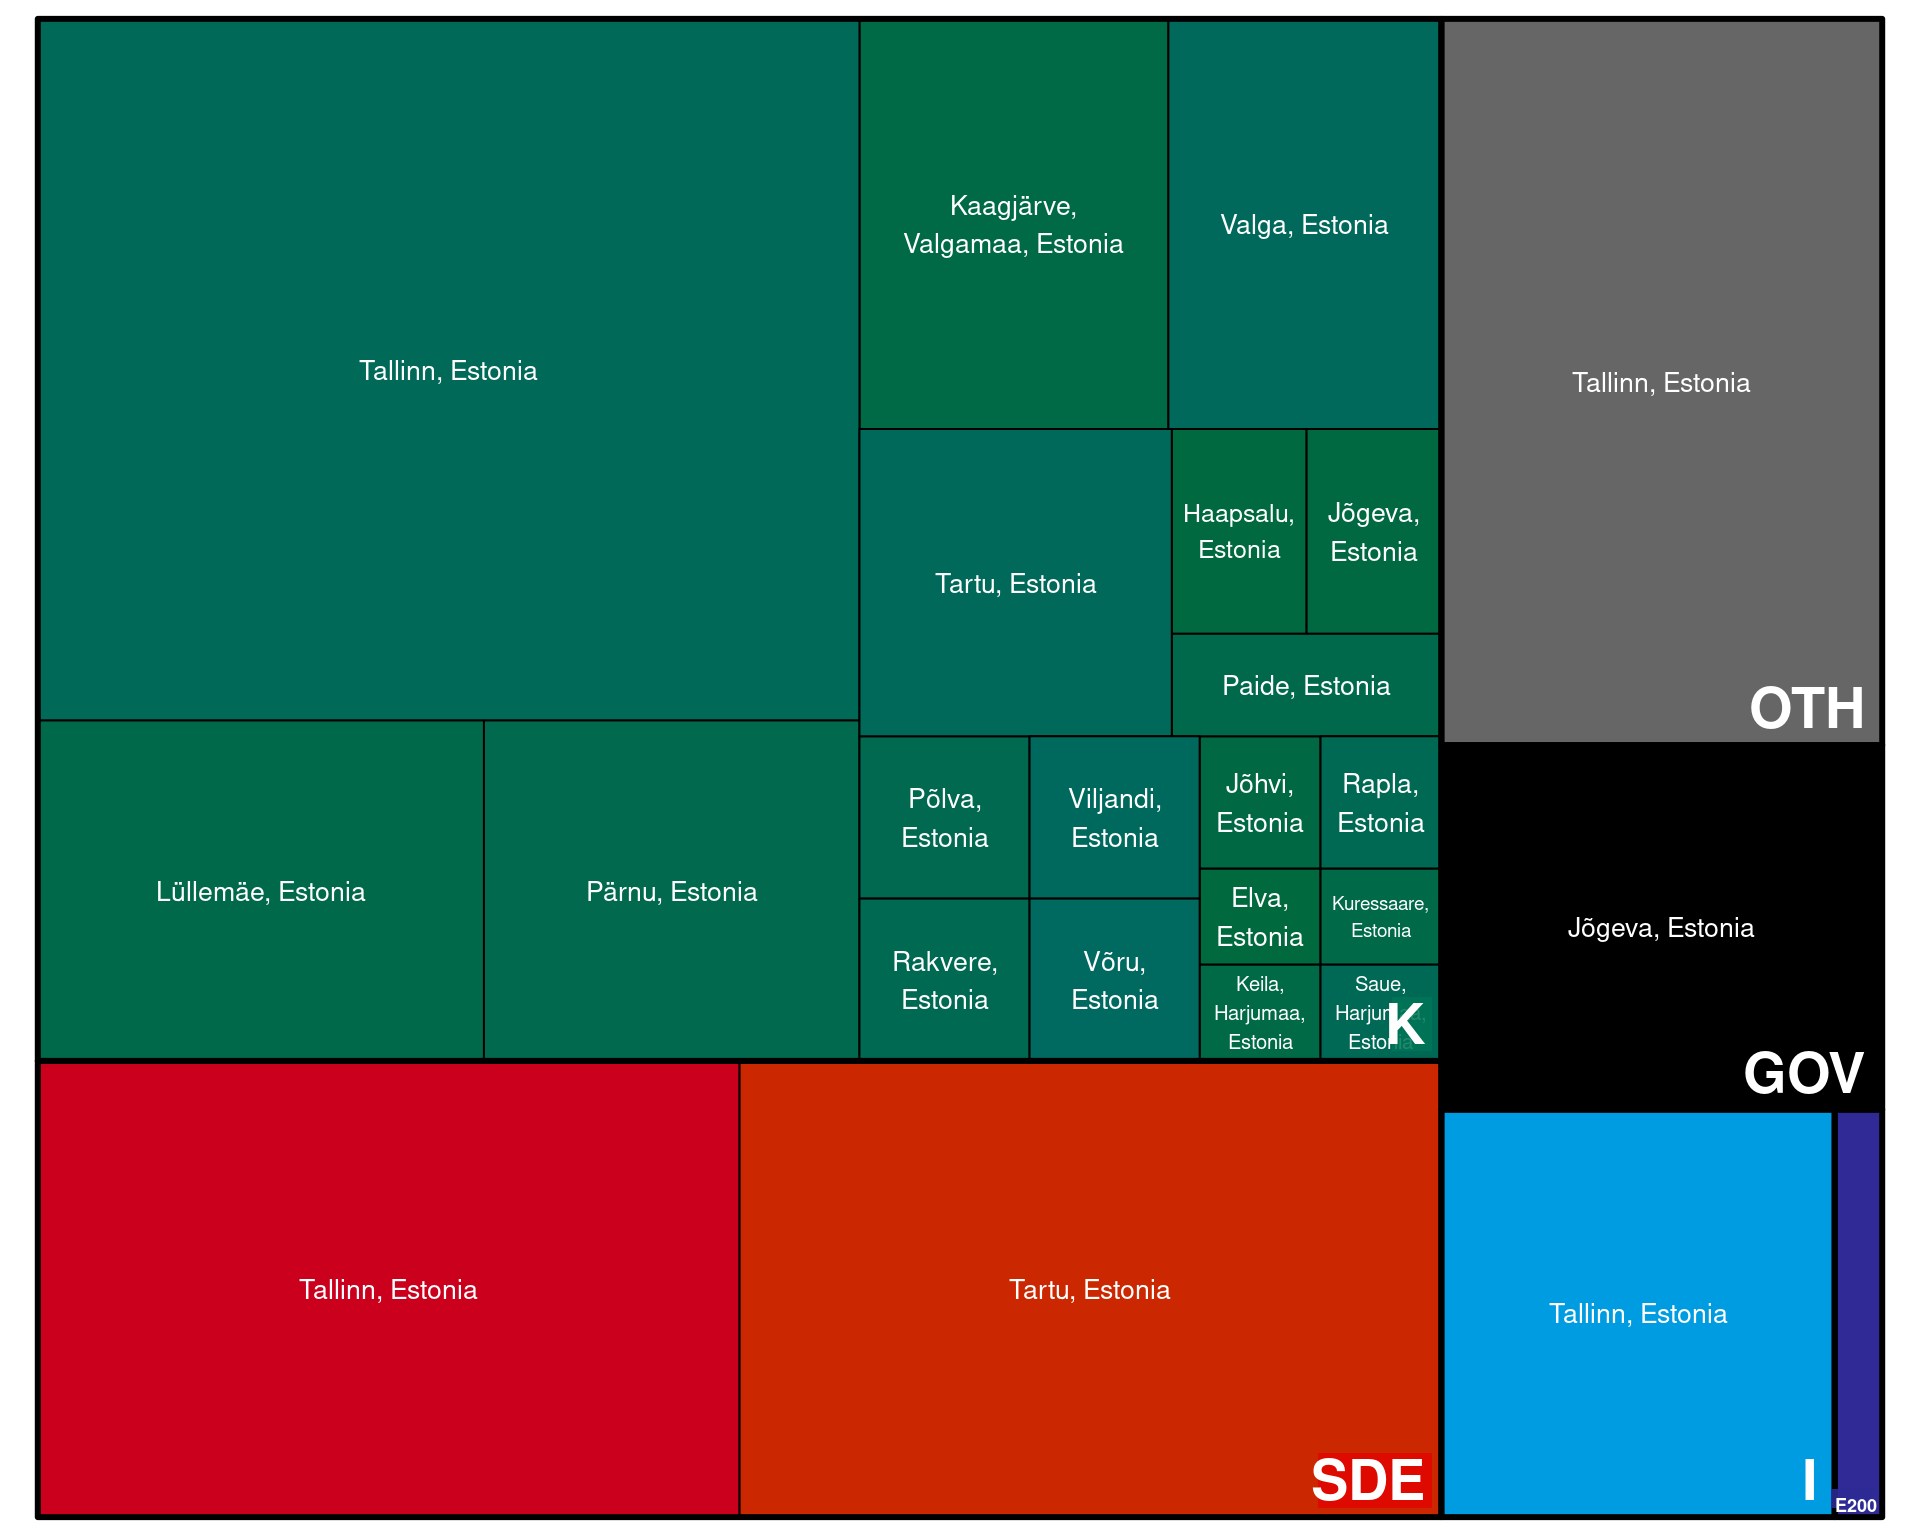 Tallinn, Estonia
Kaagjärve,
Valgamaa, Estonia
Valga, Estonia
Tartu, Estonia
Haapsalu,
Estonia
Jõgeva,
Estonia
Paide, Estonia
Lüllemäe, Estonia
Pärnu, Estonia
Põlva,
Estonia
Viljandi,
Estonia
Jõhvi,
Estonia
Rapla,
Estonia
Rakvere,
Estonia
Võru,
Estonia
Elva,
Estonia
Kuressaare,
Estonia
Keila,
Harjumaa,
Estonia
Saue,
Harjumaa,
Estonia
K
Tallinn, Estonia
Tartu, Estonia
SDE
Tallinn, Estonia
OTH
Jõgeva, Estonia
GOV
Tallinn, Estonia
I
E200